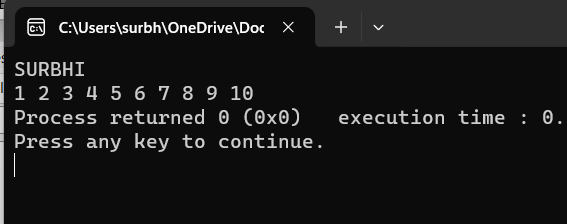 C:\Users\surbh\OneDrive\Doc
SURBHI
1 2 3 4 5 6 7 8 9 10
Process returned 0 (0x0)   execution time : 0.
Press any key to continue.